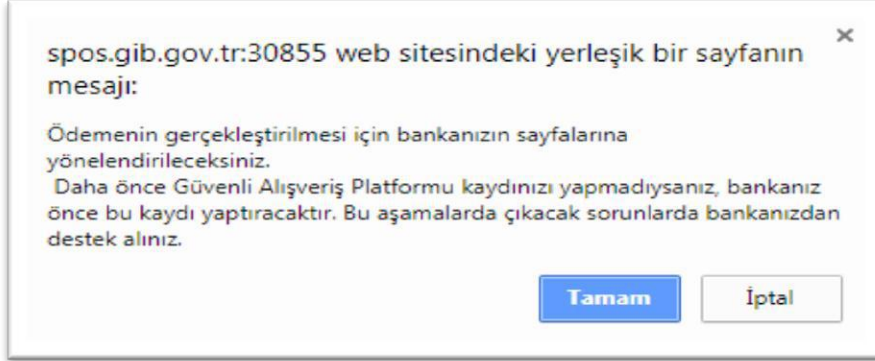 spos.gib.gov.tr:30855 web sitesindeki yerleşik bir sayfanın
mesajı:
Ödemenin gerçekleştirilmesi için bankanızın sayfalarına
yönelendirileceksiniz.
Daha önce Güvenli Alışveriş Platformu kaydınızı yapmadıysanız, bankanız
önce bu kaydı yaptıracaktır. Bu aşamalarda çıkacak sorunlarda bankanızdan
destek alınız.
Tamam
İptal